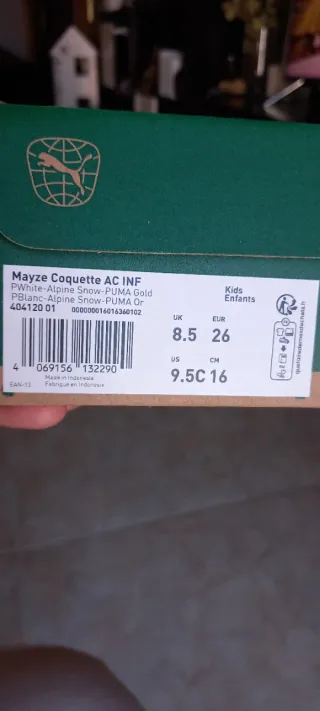 Mayze Coquette AC INF
PWhite-Alpine Snow-PUMA Gold
PBlanc-Alpine Snow-PUMA Or
404120 01 000000016016360102
Kids
Enfants
UK EUR
8.5 26
US CM
9.5C 16
4 069156 132290
EAN-13
Made in Indonesia
Fabriqué en Indonésie
quefairedemesdechets.fr